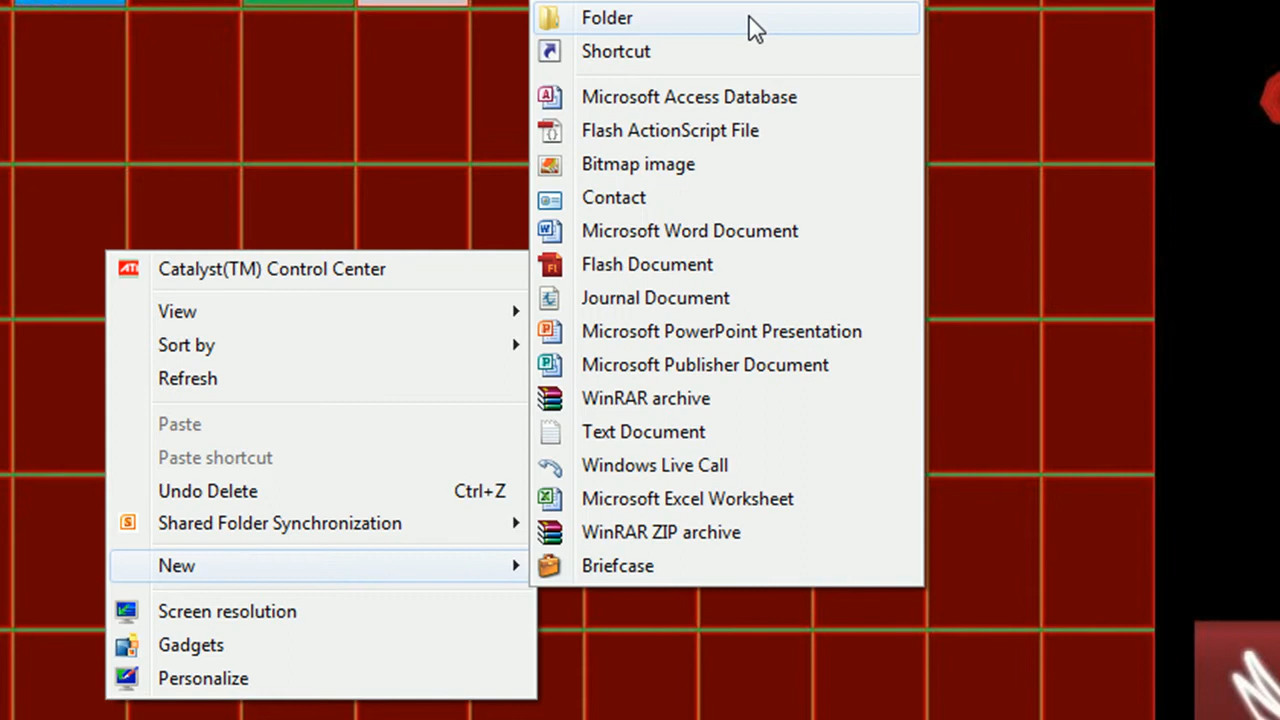 Folder
Shortcut
Microsoft Access Database
Flash ActionScript File
Bitmap image
Contact
Microsoft Word Document
Flash Document
Journal Document
Microsoft PowerPoint Presentation
Microsoft Publisher Document
WinRAR archive
Text Document
Windows Live Call
Microsoft Excel Worksheet
WinRAR ZIP archive
Briefcase
ATI Catalyst(TM) Control Center
View
Sort by
Refresh
Paste
Paste shortcut
Undo Delete Ctrl+Z
Shared Folder Synchronization
New
Screen resolution
Gadgets
Personalize